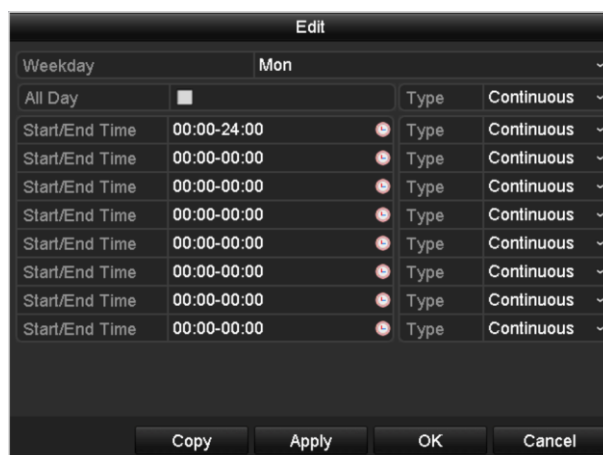 Edit
Weekday Mon
All Day Type Continuous
Start/End Time 00:00-24:00 Type Continuous
Start/End Time 00:00-00:00 Type Continuous
Start/End Time 00:00-00:00 Type Continuous
Start/End Time 00:00-00:00 Type Continuous
Start/End Time 00:00-00:00 Type Continuous
Start/End Time 00:00-00:00 Type Continuous
Start/End Time 00:00-00:00 Type Continuous
Start/End Time 00:00-00:00 Type Continuous
Copy Apply OK Cancel